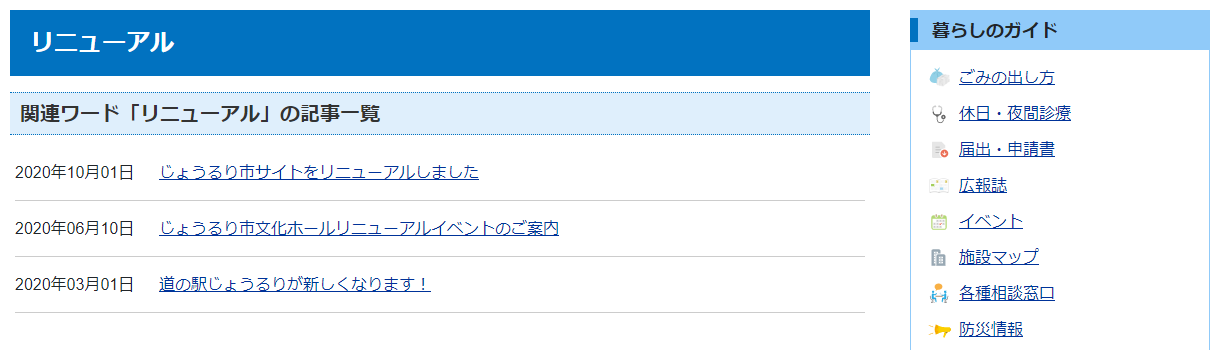 リニューアル
関連ワード「リニューアル」の記事一覧
2020年10月01日 じょうるり市サイトをリニューアルしました
2020年06月10日 じょうるり市文化ホールリニューアルイベントのご案内
2020年03月01日 道の駅じょうるりが新しくなります！
暮らしのガイド
ごみの出し方
休日・夜間診療
届出・申請書
広報誌
イベント
施設マップ
各種相談窓口
防災情報